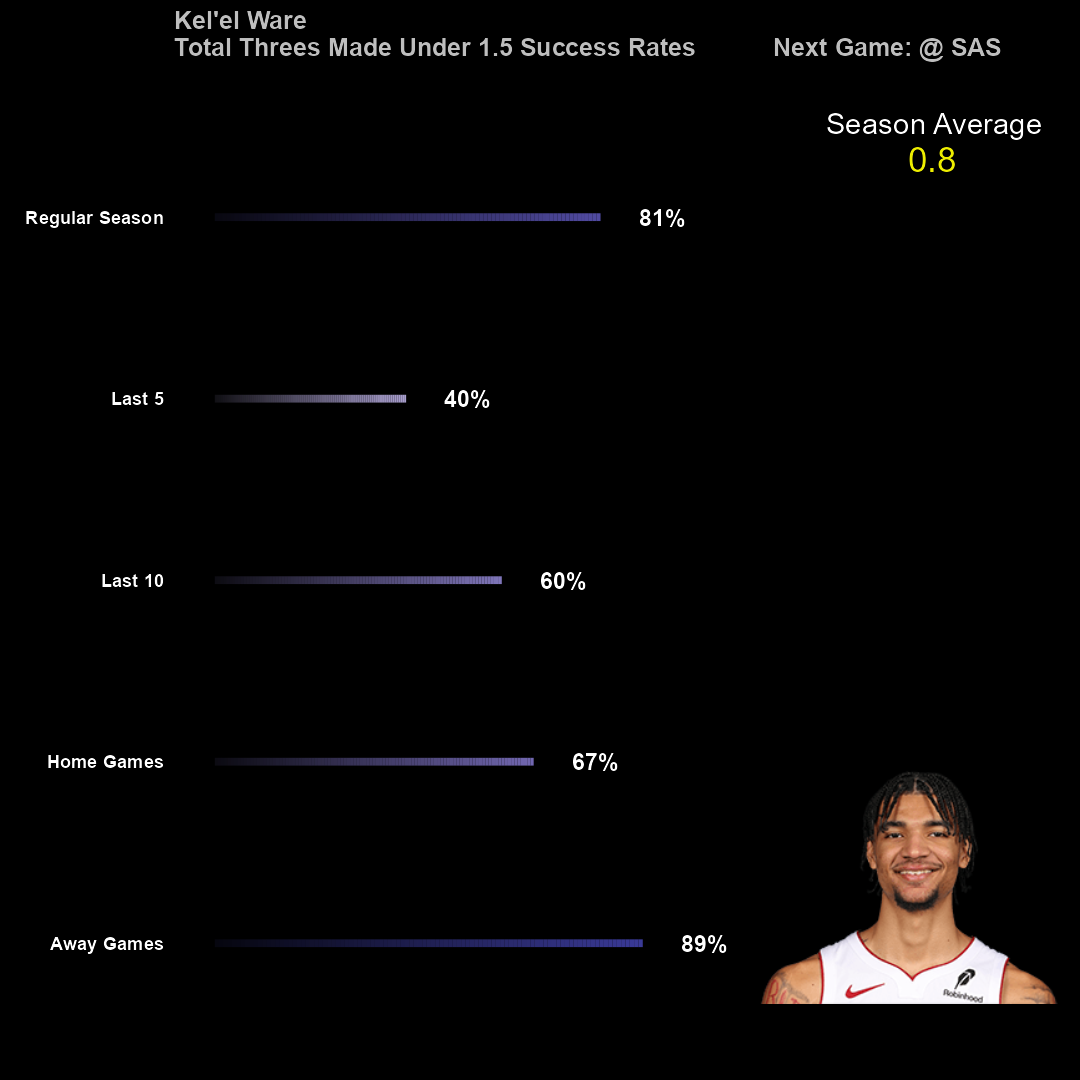 Kel'el Ware
Total Threes Made Under 1.5 Success Rates
Next Game: @ SAS
Season Average
0.8
Regular Season
81%
Last 5
40%
Last 10
60%
Home Games
67%
Away Games
89%
Robinhood